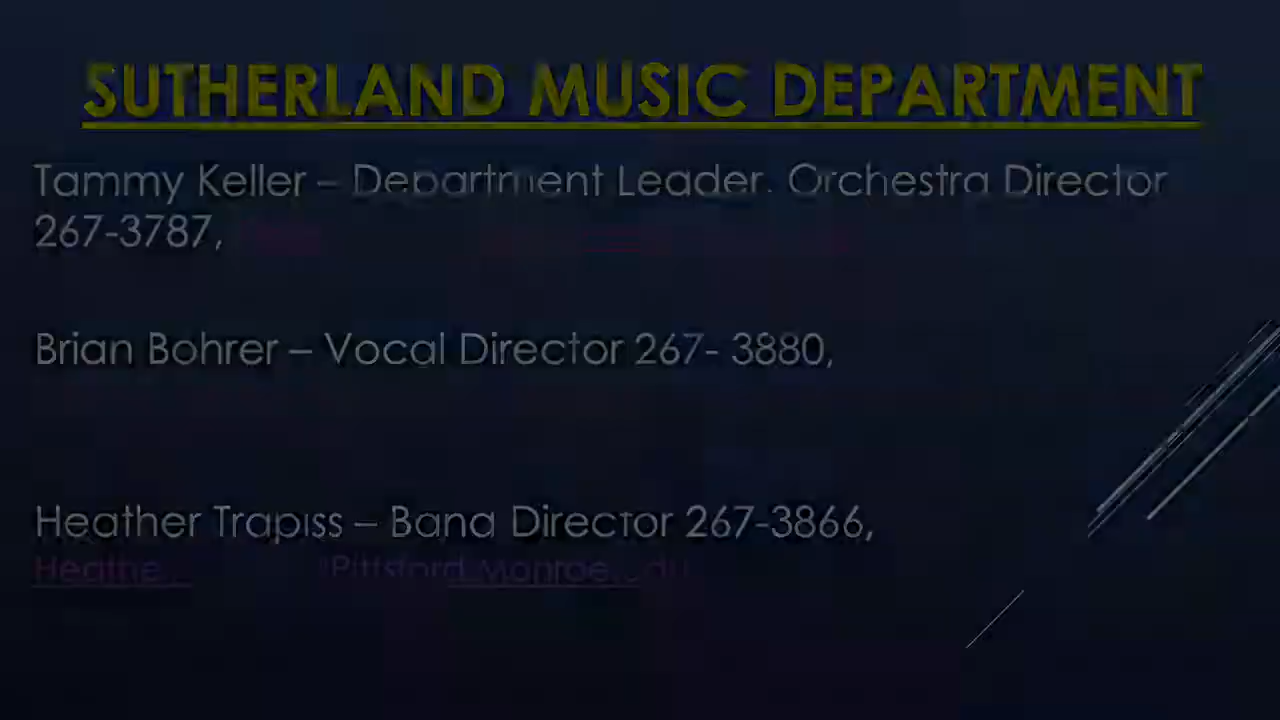 SUTHERLAND MUSIC DEPARTMENT
Tammy Keller – Department Leader, Orchestra Director
267-3787,
Brian Bohrer – Vocal Director 267- 3880,
Heather Trapiss – Band Director 267-3866,